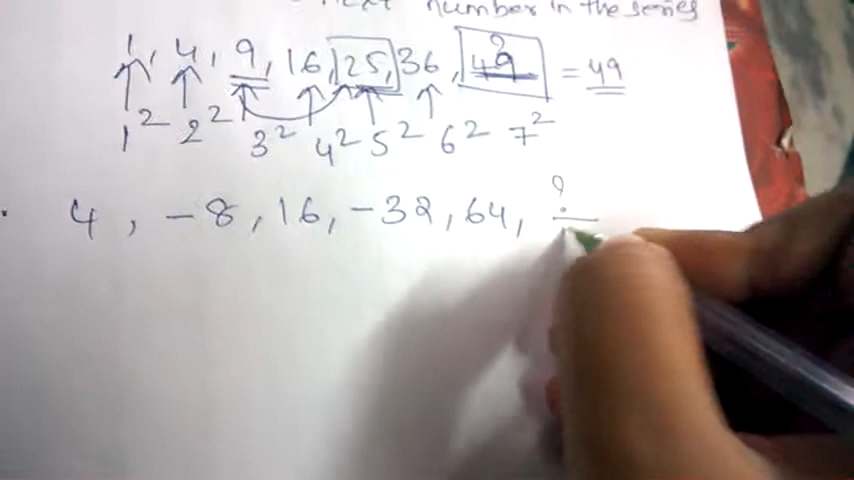 next number in the series
1, 4, 9, 16, 25, 36, 49 = 49
?
1² 2² 3² 4² 5² 6² 7²
?
4, -8, 16, -32, 64,